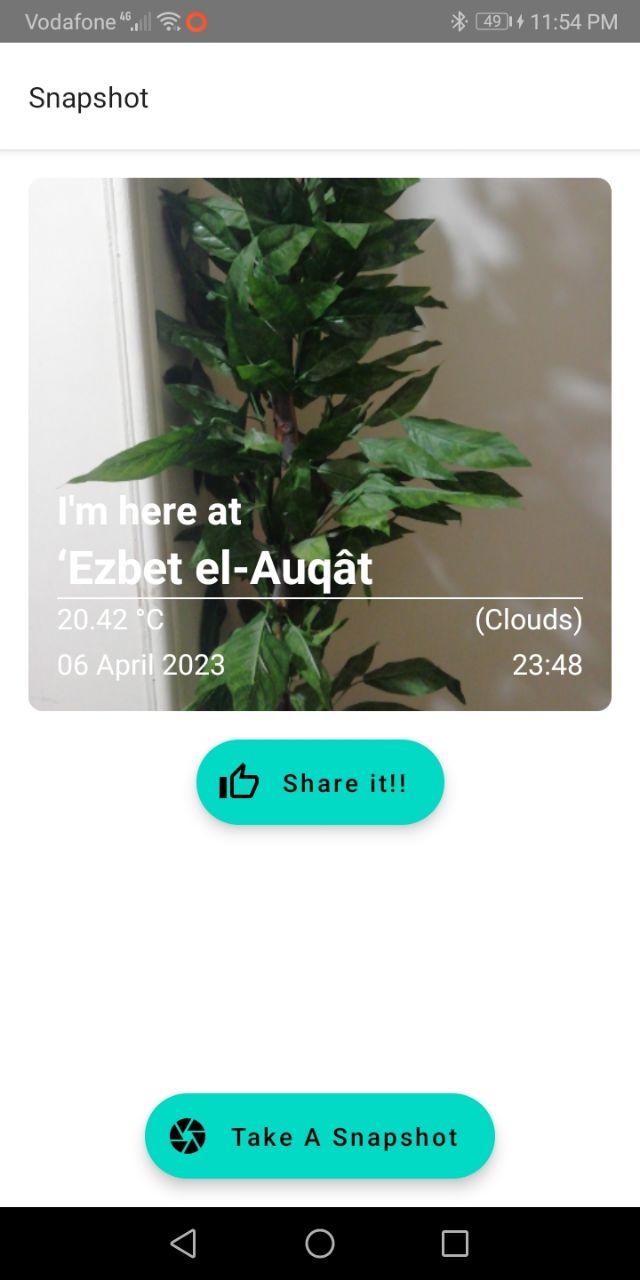 Vodafone 4G 49 11:54 PM
Snapshot
I'm here at
‘Ezbet el-Auqât
20.42 °C (Clouds)
06 April 2023 23:48
Share it!!
Take A Snapshot